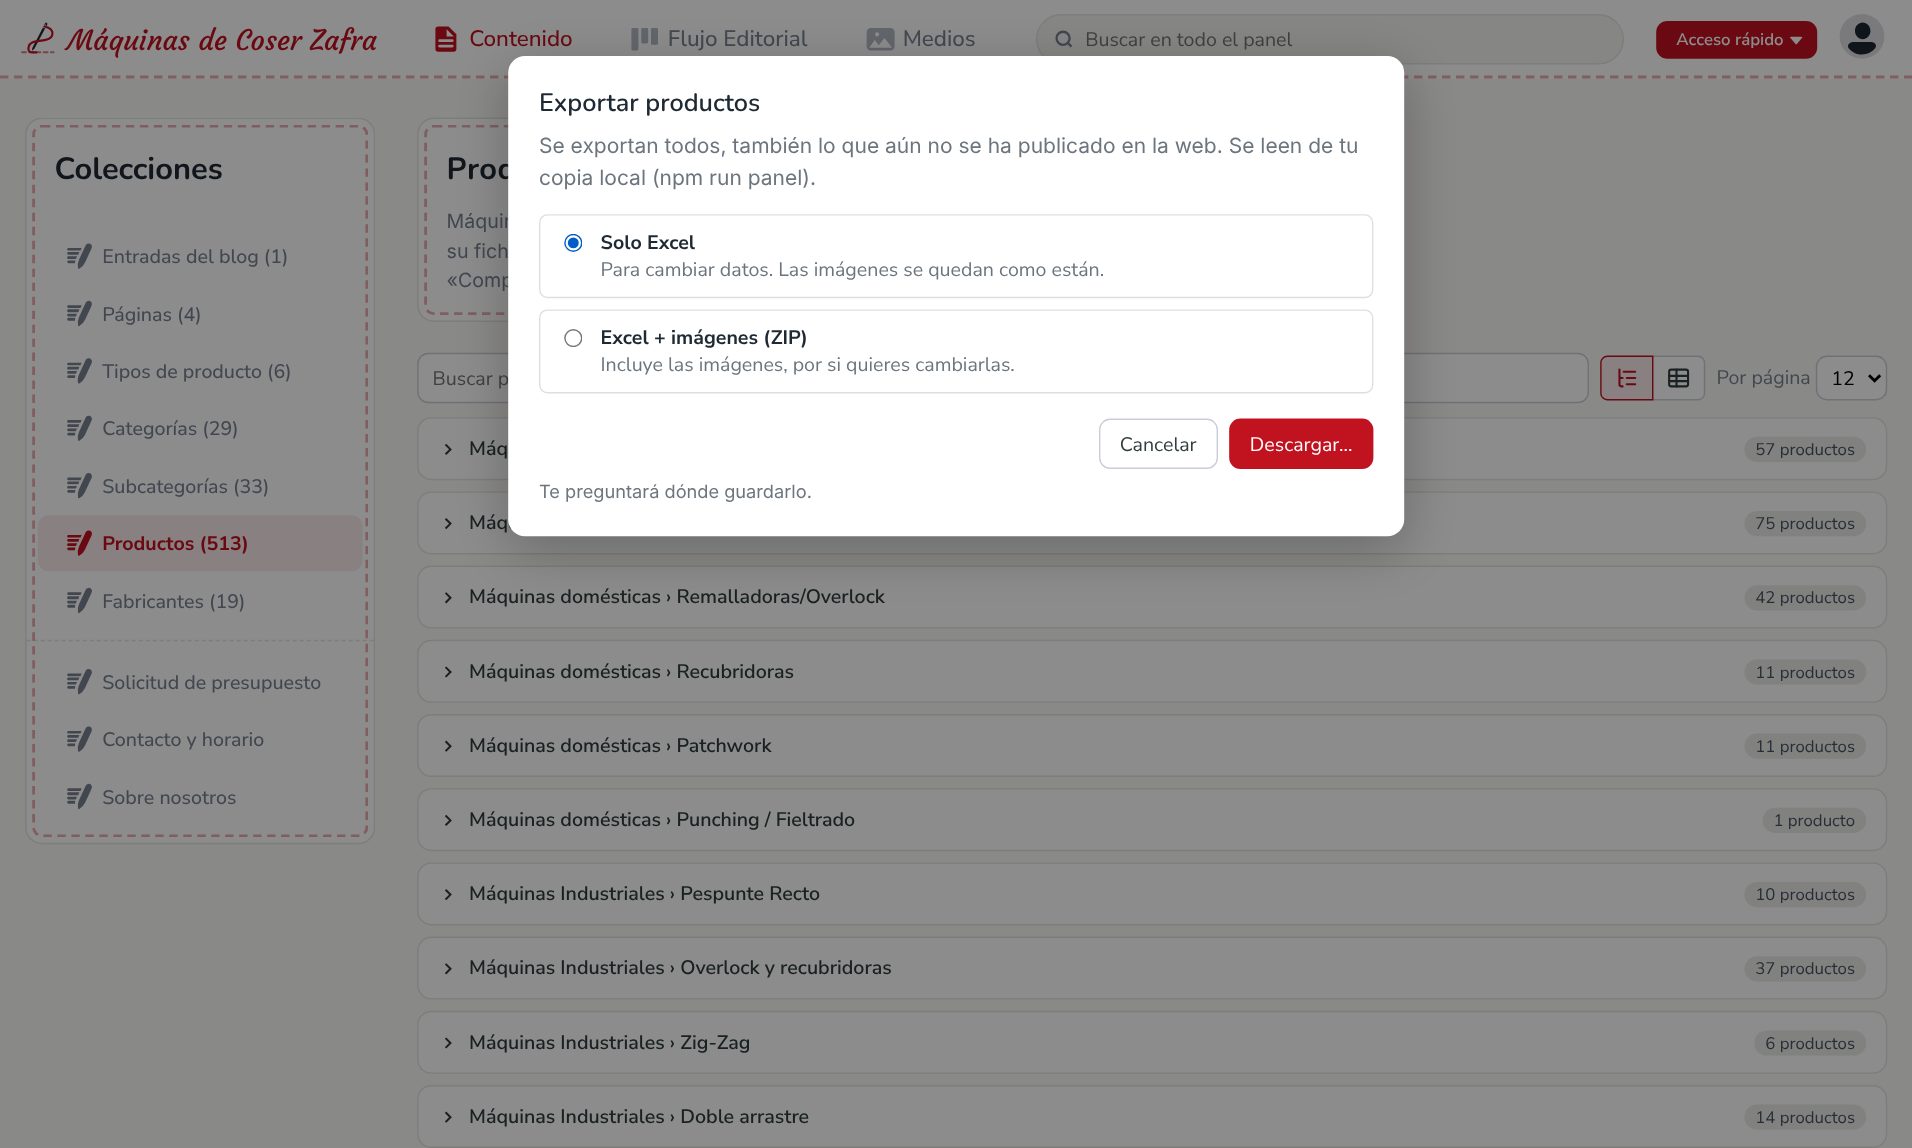 Máquinas de Coser Zafra
Contenido
Flujo Editorial
Medios
Buscar en todo el panel
Acceso rápido
Colecciones
Entradas del blog (1)
Páginas (4)
Tipos de producto (6)
Categorías (29)
Subcategorías (33)
Productos (513)
Fabricantes (19)
Solicitud de presupuesto
Contacto y horario
Sobre nosotros
Exportar productos
Se exportan todos, también lo que aún no se ha publicado en la web. Se leen de tu
copia local (npm run panel).
Solo Excel
Para cambiar datos. Las imágenes se quedan como están.
Excel + imágenes (ZIP)
Incluye las imágenes, por si quieres cambiarlas.
Cancelar
Descargar...
Te preguntará dónde guardarlo.
su
Buscar
Por página
12
57 productos
75 productos
Máquinas domésticas › Remalladoras/Overlock
42 productos
Máquinas domésticas › Recubridoras
11 productos
Máquinas domésticas › Patchwork
11 productos
Máquinas domésticas › Punching / Fieltrado
1 producto
Máquinas Industriales › Pespunte Recto
10 productos
Máquinas Industriales › Overlock y recubridoras
37 productos
Máquinas Industriales › Zig-Zag
6 productos
Máquinas Industriales › Doble arrastre
14 productos